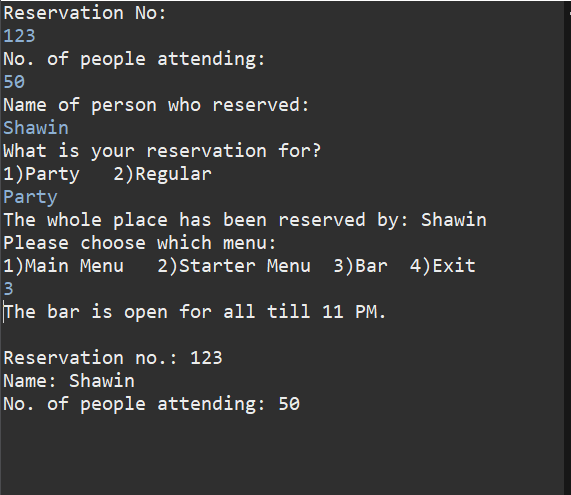 Reservation No:
123
No. of people attending:
50
Name of person who reserved:
Shawin
What is your reservation for?
1)Party   2)Regular
Party
The whole place has been reserved by: Shawin
Please choose which menu:
1)Main Menu   2)Starter Menu  3)Bar  4)Exit
3
The bar is open for all till 11 PM.

Reservation no.: 123
Name: Shawin
No. of people attending: 50